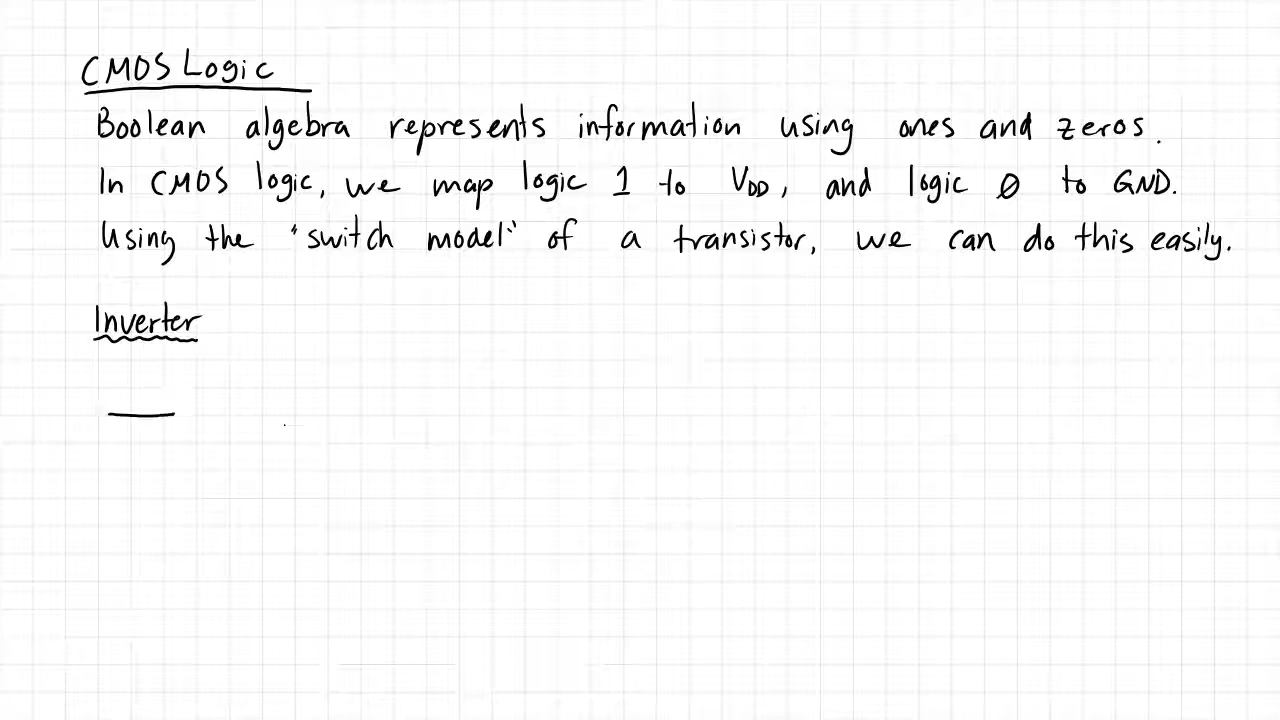 CMOS Logic
Boolean algebra represents information using ones and zeros.
In CMOS logic, we map logic 1 to VDD, and logic 0 to GND.
Using the "switch model" of a transistor, we can do this easily.
Inverter